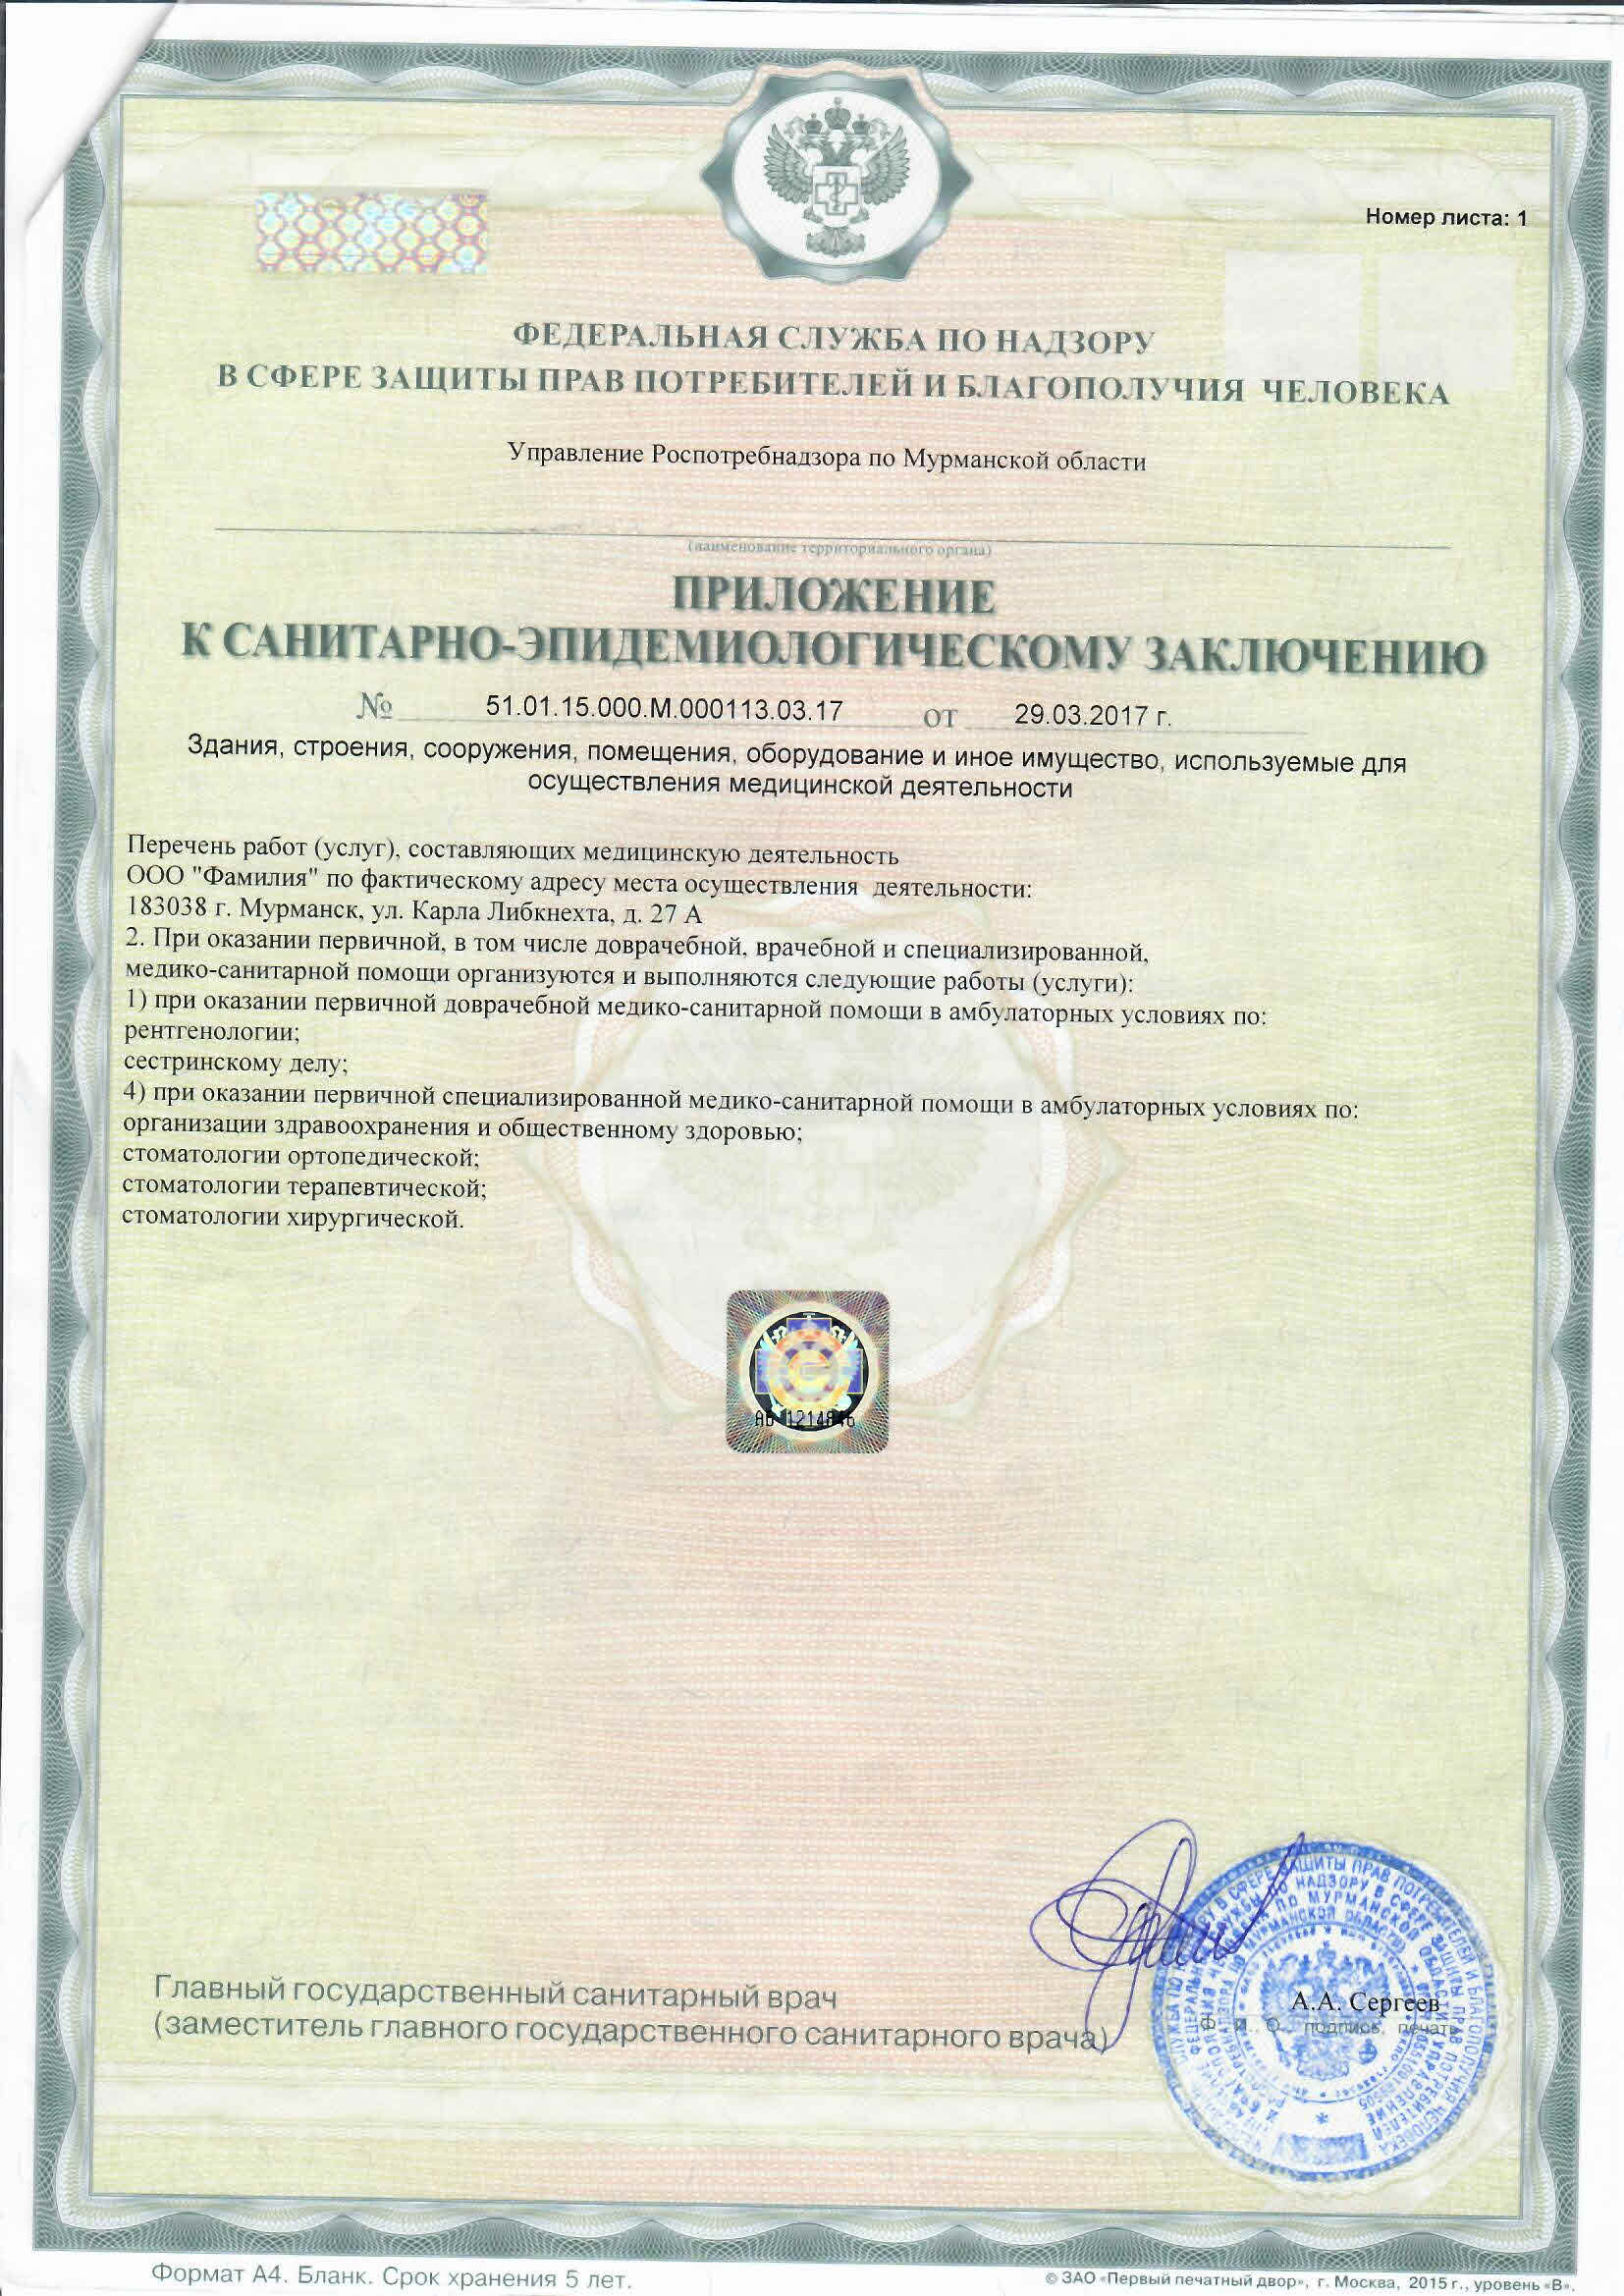 Номер листа: 1
ФЕДЕРАЛЬНАЯ СЛУЖБА ПО НАДЗОРУ
В СФЕРЕ ЗАЩИТЫ ПРАВ ПОТРЕБИТЕЛЕЙ И БЛАГОПОЛУЧИЯ ЧЕЛОВЕКА
Управление Роспотребнадзора по Мурманской области
(наименование территориального органа)
ПРИЛОЖЕНИЕ
К САНИТАРНО-ЭПИДЕМИОЛОГИЧЕСКОМУ ЗАКЛЮЧЕНИЮ
№ 51.01.15.000.М.000113.03.17 от 29.03.2017 г.
Здания, строения, сооружения, помещения, оборудование и иное имущество, используемые для
осуществления медицинской деятельности
Перечень работ (услуг), составляющих медицинскую деятельность
ООО "Фамилия" по фактическому адресу места осуществления деятельности:
183038 г. Мурманск, ул. Карла Либкнехта, д. 27 А
2. При оказании первичной, в том числе доврачебной, врачебной и специализированной,
медико-санитарной помощи организуются и выполняются следующие работы (услуги):
1) при оказании первичной доврачебной медико-санитарной помощи в амбулаторных условиях по:
рентгенологии;
сестринскому делу;
4) при оказании первичной специализированной медико-санитарной помощи в амбулаторных условиях по:
организации здравоохранения и общественному здоровью;
стоматологии ортопедической;
стоматологии терапевтической;
стоматологии хирургической.
АБ 1214846
Главный государственный санитарный врач
(заместитель главного государственного санитарного врача)
А.А. Сергеев
Ф. И. О., подпись, печать
Формат А4. Бланк. Срок хранения 5 лет.
© ЗАО «Первый печатный двор», г. Москва, 2015 г., уровень «В».